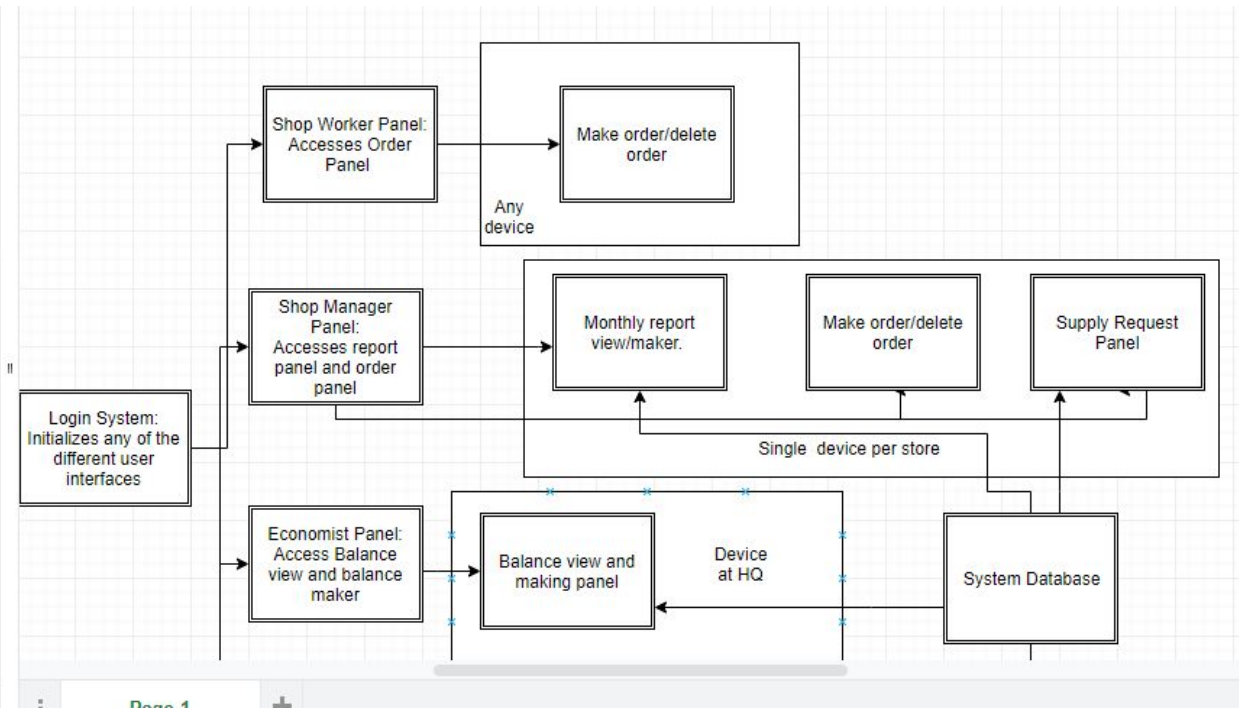 Shop Worker Panel:
Accesses Order
Panel
Make order/delete
order
Any
device
Shop Manager
Panel:
Accesses report
panel and order
panel
Monthly report
view/maker.
Make order/delete
order
Supply Request
Panel
Single device per store
Login System:
Initializes any of the
different user
interfaces
Economist Panel:
Access Balance
view and balance
maker
Balance view and
making panel
Device
at HQ
System Database
Page 1